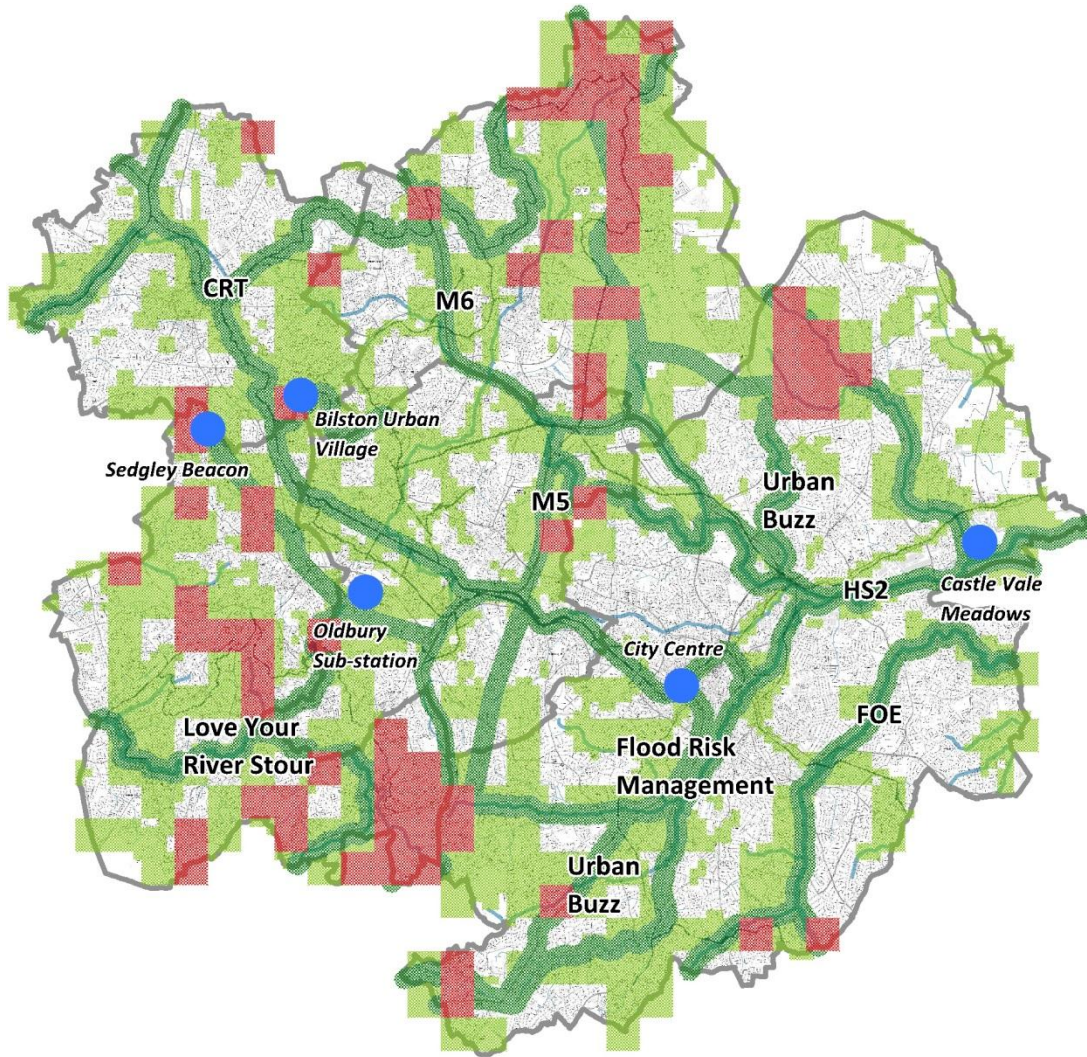 CRT
M6
Bilston Urban
Village
Sedgley Beacon
M5
Urban
Buzz
HS2
Castle Vale
Meadows
Oldbury
Sub-station
City Centre
Love Your
River Stour
FOE
Flood Risk
Management
Urban
Buzz